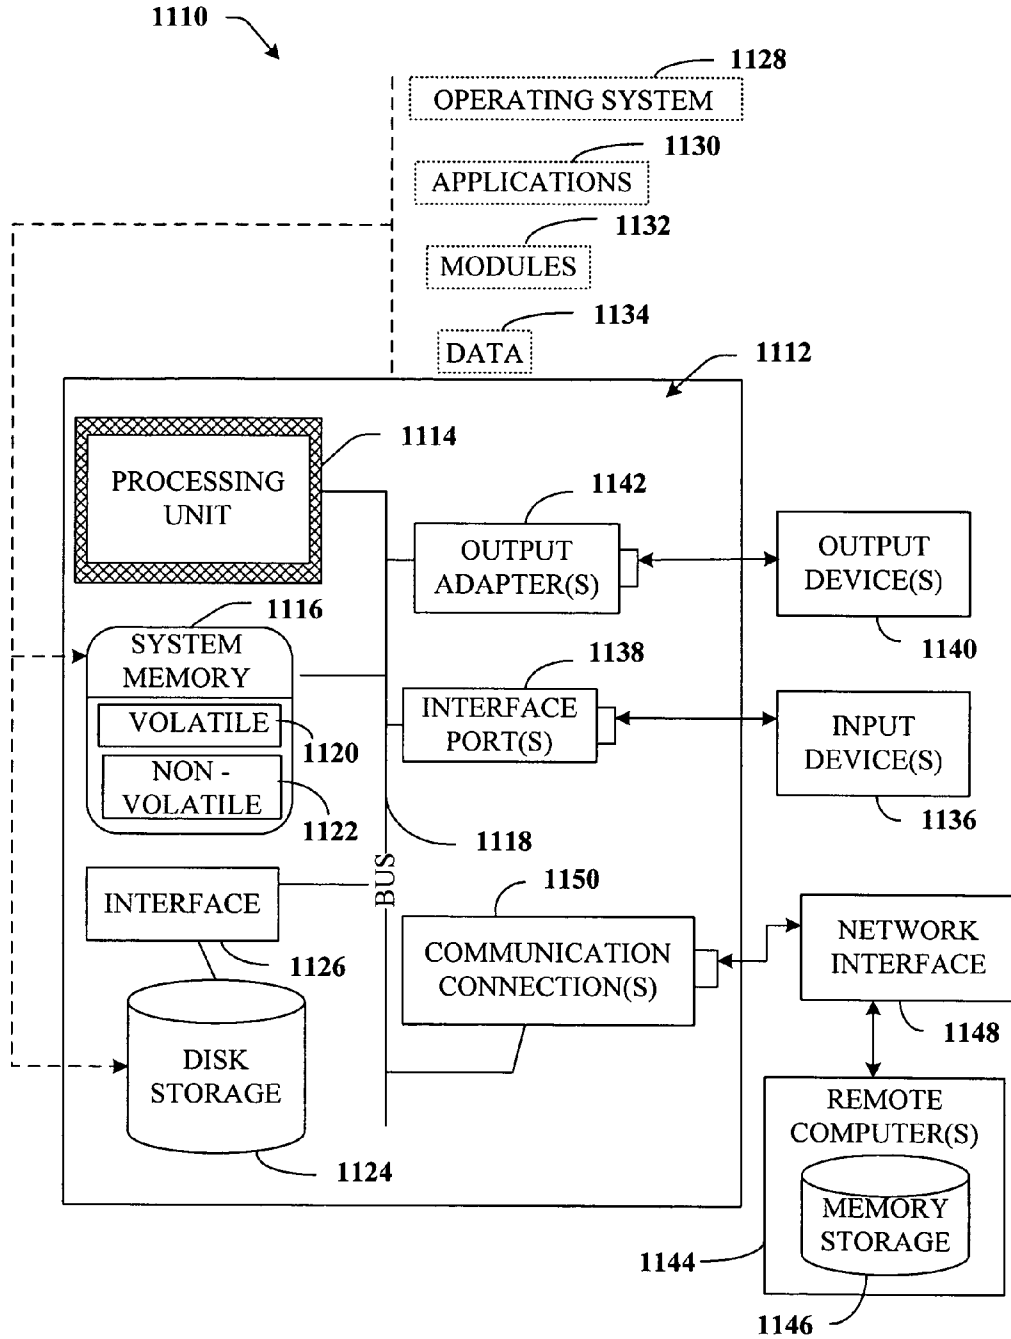 1110
1128
OPERATING SYSTEM
1130
APPLICATIONS
1132
MODULES
1134
DATA
1112
1114
PROCESSING
UNIT
1142
OUTPUT
ADAPTER(S)
OUTPUT
DEVICE(S)
1140
1116
SYSTEM
MEMORY
VOLATILE
1120
NON -
VOLATILE
1122
1138
INTERFACE
PORT(S)
INPUT
DEVICE(S)
1136
1118
BUS
INTERFACE
1126
1150
COMMUNICATION
CONNECTION(S)
NETWORK
INTERFACE
1148
DISK
STORAGE
1124
REMOTE
COMPUTER(S)
MEMORY
STORAGE
1144
1146